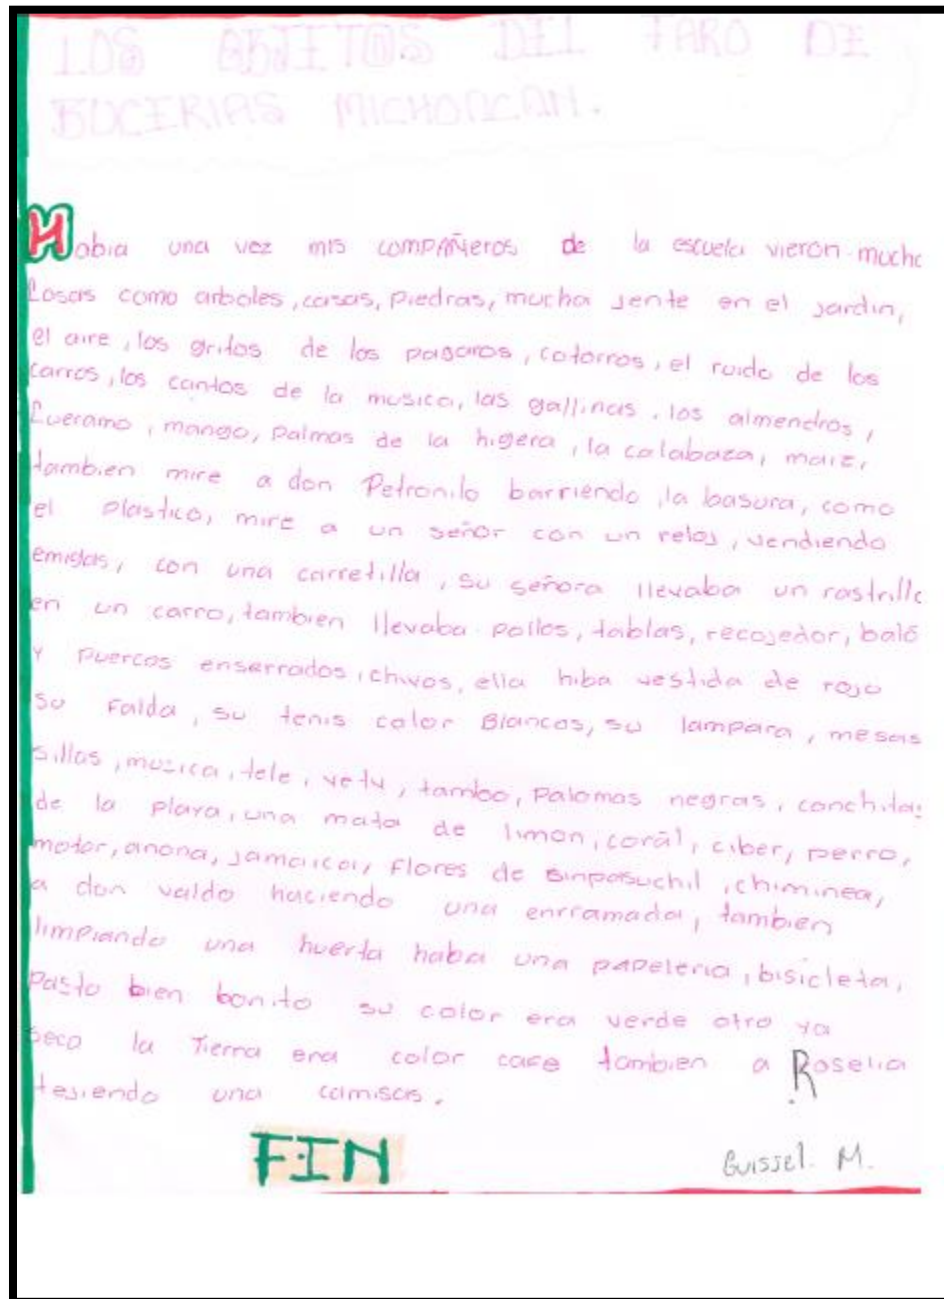 LOS OBJETOS DEL FARO DE
BUCERIAS MICHOACAN.
Habia una vez mis compañeros de la escuela vieron mucha
Cosas como arboles, casas, piedras, mucha jente en el jardin,
el aire, los gritos de los pagaros, cotorros, el ruido de los
carros, los cantos de la musica, las gallinas, los almendros,
Cueramo, mango, palmas de la higera, la calabaza, maiz,
tambien mire a don Petronilo barriendo, la basura, como
el plastico, mire a un señor con un reloj, vendiendo
con una carretilla, su señora llevaba un rastrillo
en un carro, tambien llevaba pollos, tablas, recojedor, baló
y puercos enserrados, chivos, ella hiba vestida de rojo
su falda, su tenis color Blancos, su lampara, mesas
sillas, musica, tele, vetv, tambo, palomas negras, conchitas
de la playa, una mata de limon, corál, ciber, perro,
motor, anona, jamaica, flores de sinpasuchil, chiminea,
a don valdo haciendo una enrramada, tambien
limpiando una huerta haba una papeleria, bisicleta,
pasto bien bonito su color era verde otro ya
seco la Tierra era color cafe tambien a Roselia
tejiendo una camisas.
FIN
Guissel. M.